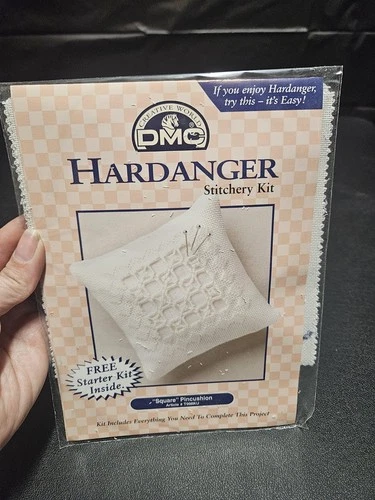 If you enjoy Hardanger,
try this – it's Easy!
CREATIVE WORLD
DMC
HARDANGER
Stitchery Kit
FREE
Starter Kit
Inside.
"Square" Pincushion
Kit Includes Everything You Need To Complete This Project